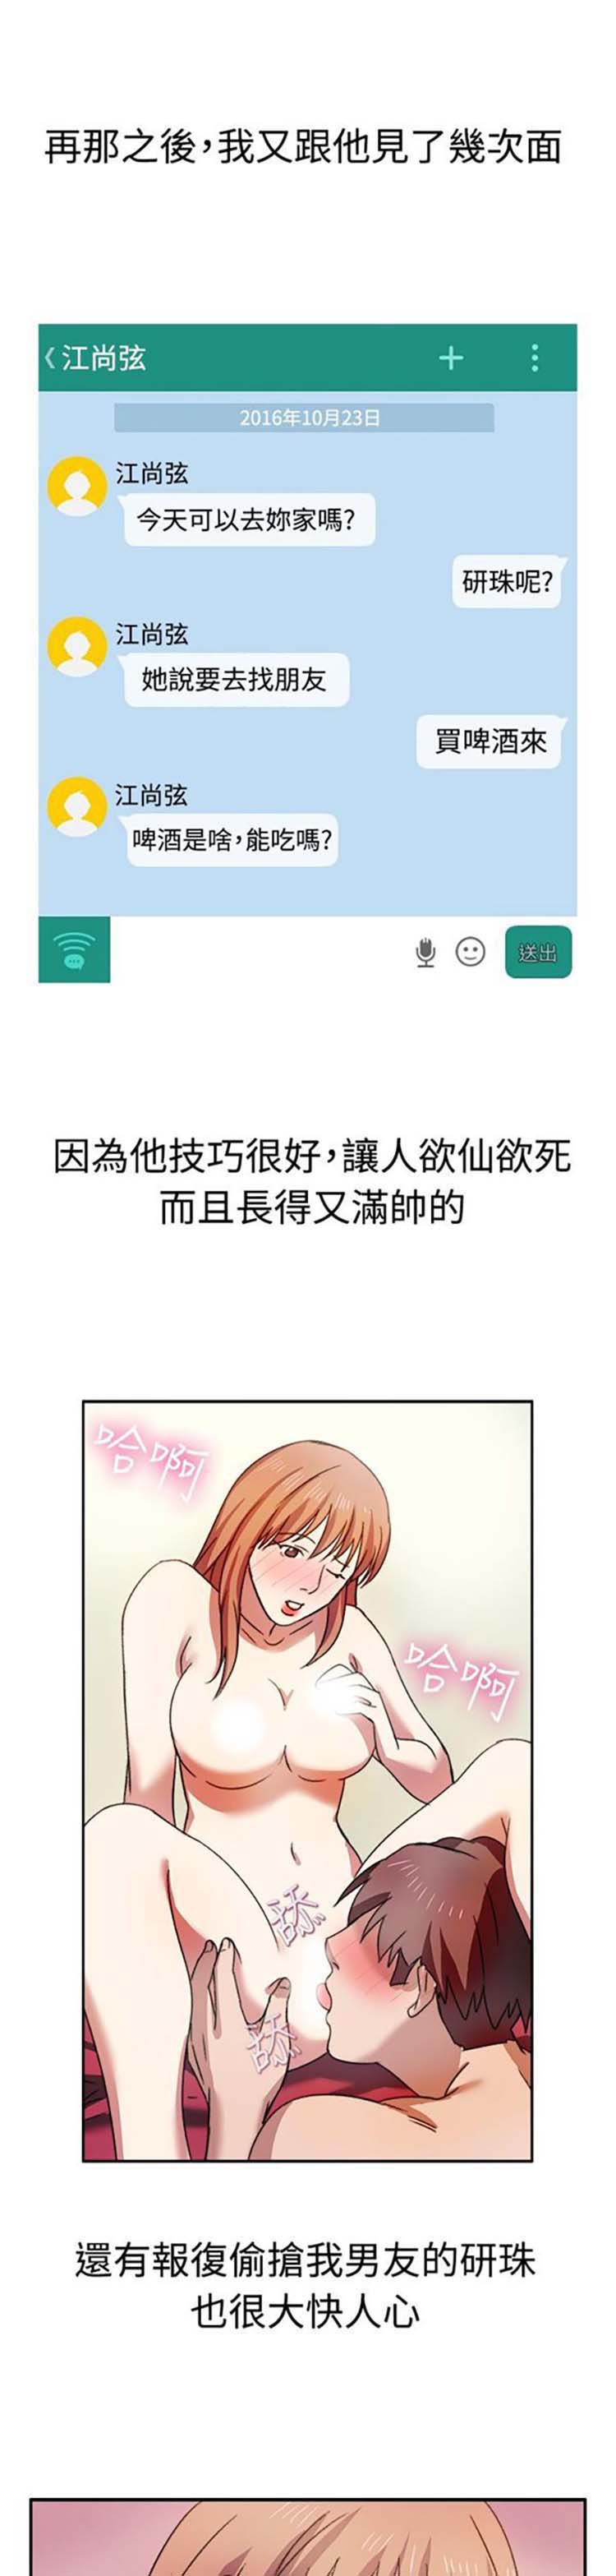 再那之後，我又跟他見了幾次面
江尚弦
2016年10月23日
江尚弦
今天可以去妳家嗎?
研珠呢?
江尚弦
她說要去找朋友
買啤酒來
江尚弦
啤酒是啥，能吃嗎?
送出
因為他技巧很好，讓人欲仙欲死
而且長得又滿帥的
哈啊
哈啊
舔
舔
還有報復偷搶我男友的研珠
也很大快人心